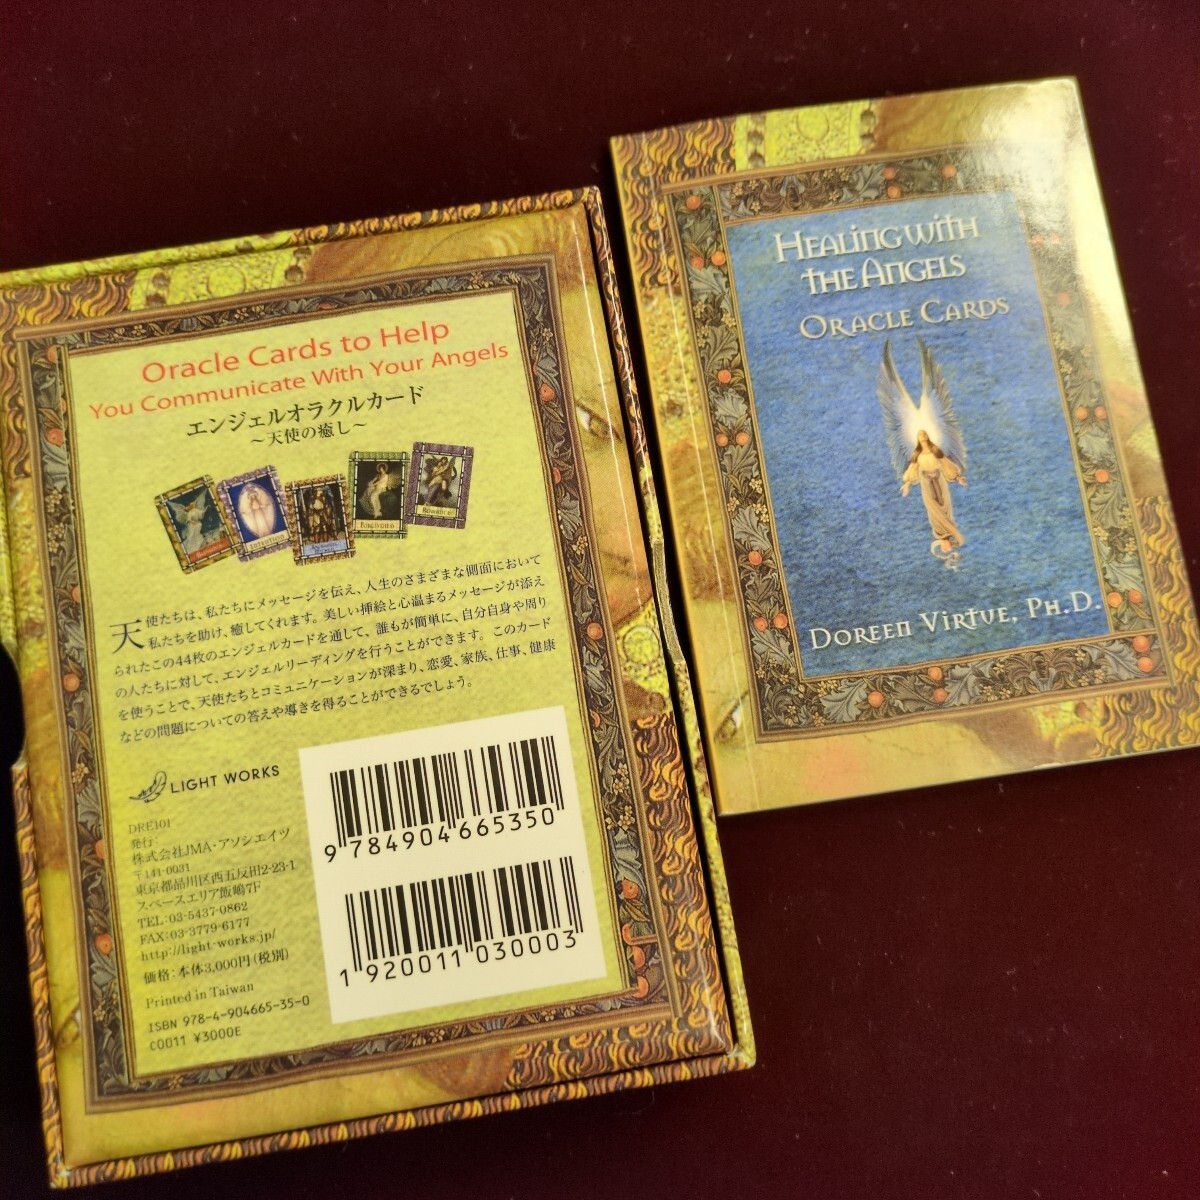 Oracle Cards to Help
You Communicate With Your Angels
エンジェルオラクルカード
～天使の癒し～
Intention
Forgiveness
Romance
天使たちは、私たちにメッセージを伝え、人生のさまざまな側面において
私たちを助け、癒してくれます。美しい挿絵と心温まるメッセージが添え
られたこの44枚のエンジェルカードを通して、誰もが簡単に、自分自身や周り
の人たちに対して、エンジェルリーディングを行うことができます。このカード
を使うことで、天使たちとコミュニケーションが深まり、恋愛、家族、仕事、健康
などの問題についての答えや導きを得ることができるでしょう。
LIGHT WORKS
DRE101
発行：
株式会社JMA・アソシエイツ
〒141-0031
東京都品川区西五反田2-23-1
スペースエリア飯嶋7F
TEL:03-5437-0862
FAX:03-3779-6177
http://light-works.jp/
価格：本体3,000円（税別）
Printed in Taiwan
ISBN 978-4-904665-35-0
C0011 ¥3000E
9 784904 665350
1 920011 030003
Healing with
the Angels
Oracle Cards
Doreen Virtue, Ph.D.